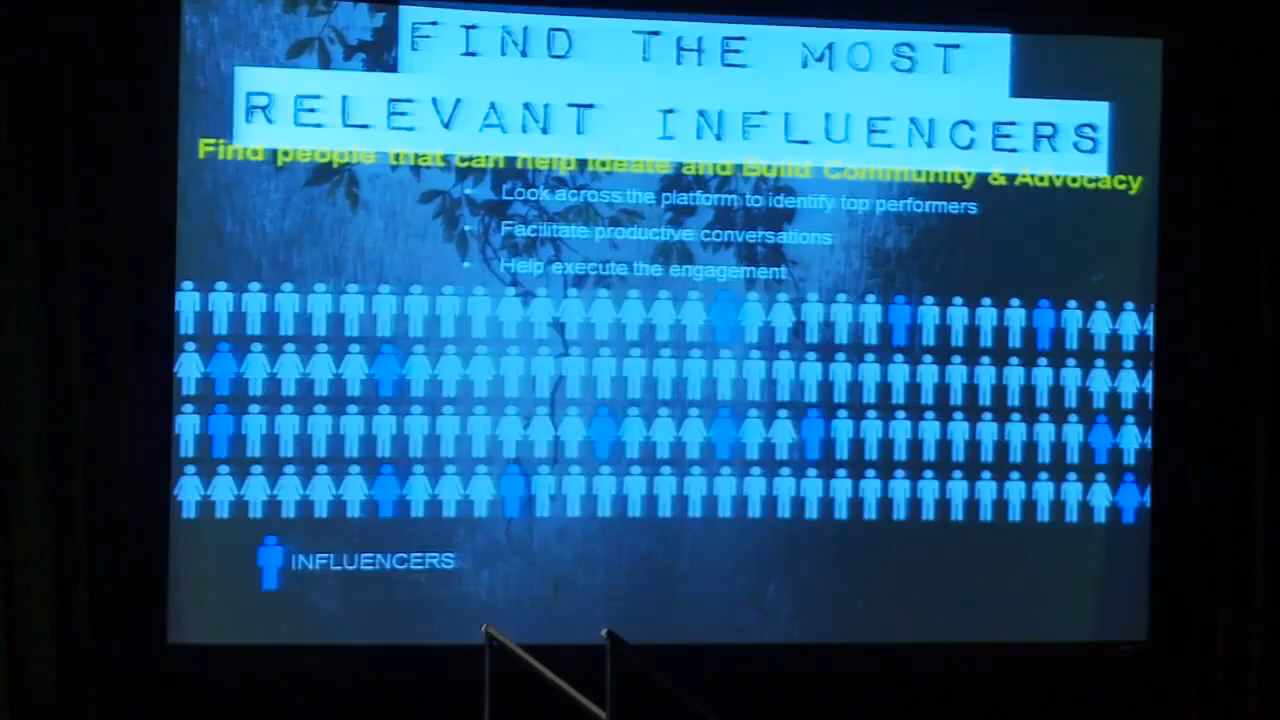 FIND THE MOST
RELEVANT INFLUENCERS
Find people that can help Ideate and Build Community & Advocacy
• Look across the platform to identify top performers
• Facilitate productive conversations
• Help execute the engagement
INFLUENCERS